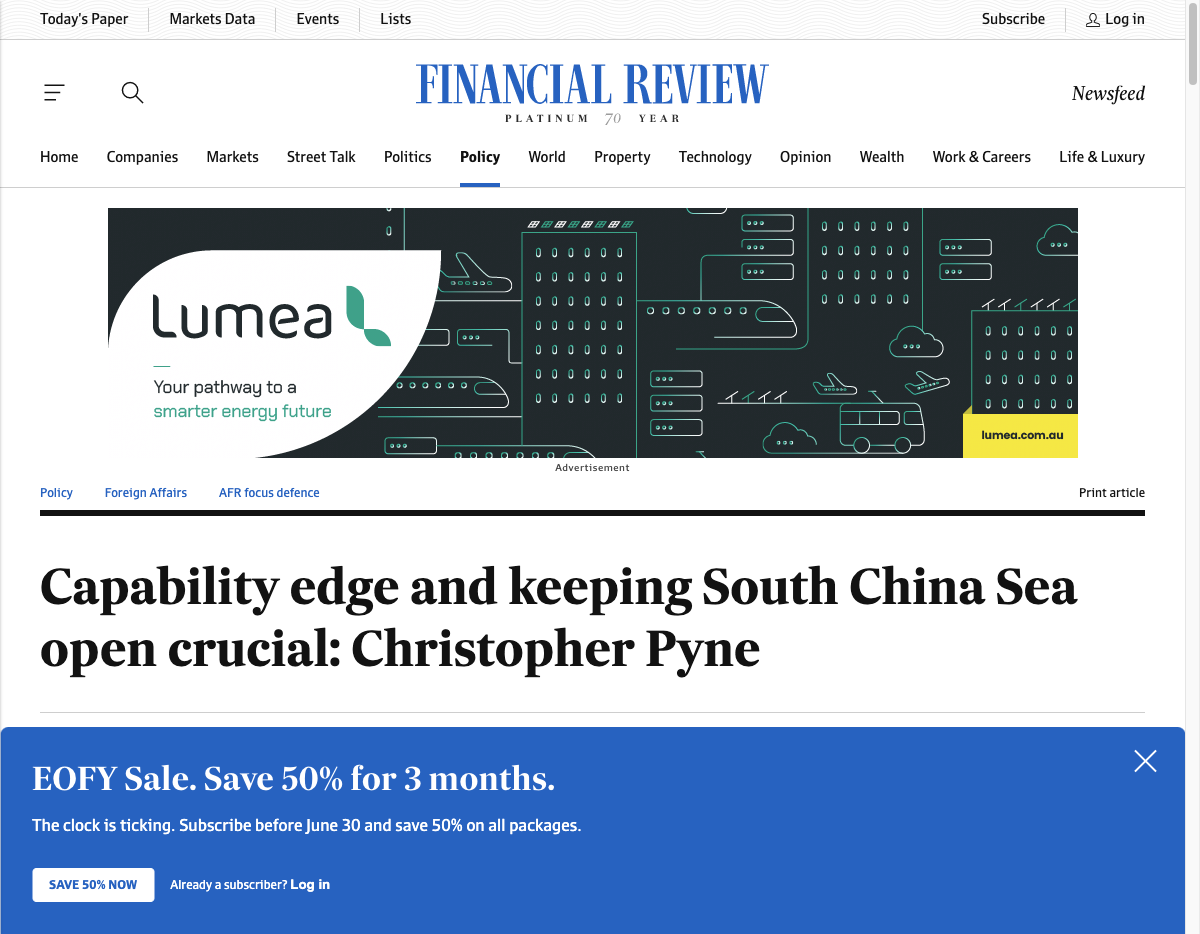 Today's Paper
Markets Data
Events
Lists
Subscribe
Log in
FINANCIAL REVIEW
PLATINUM 70 YEAR
Newsfeed
Home
Companies
Markets
Street Talk
Politics
Policy
World
Property
Technology
Opinion
Wealth
Work & Careers
Life & Luxury
Lumea
Your pathway to a
smarter energy future
lumea.com.au
Advertisement
Policy
Foreign Affairs
AFR focus defence
Print article
Capability edge and keeping South China Sea
open crucial: Christopher Pyne
EOFY Sale. Save 50% for 3 months.
The clock is ticking. Subscribe before June 30 and save 50% on all packages.
SAVE 50% NOW
Already a subscriber? Log in